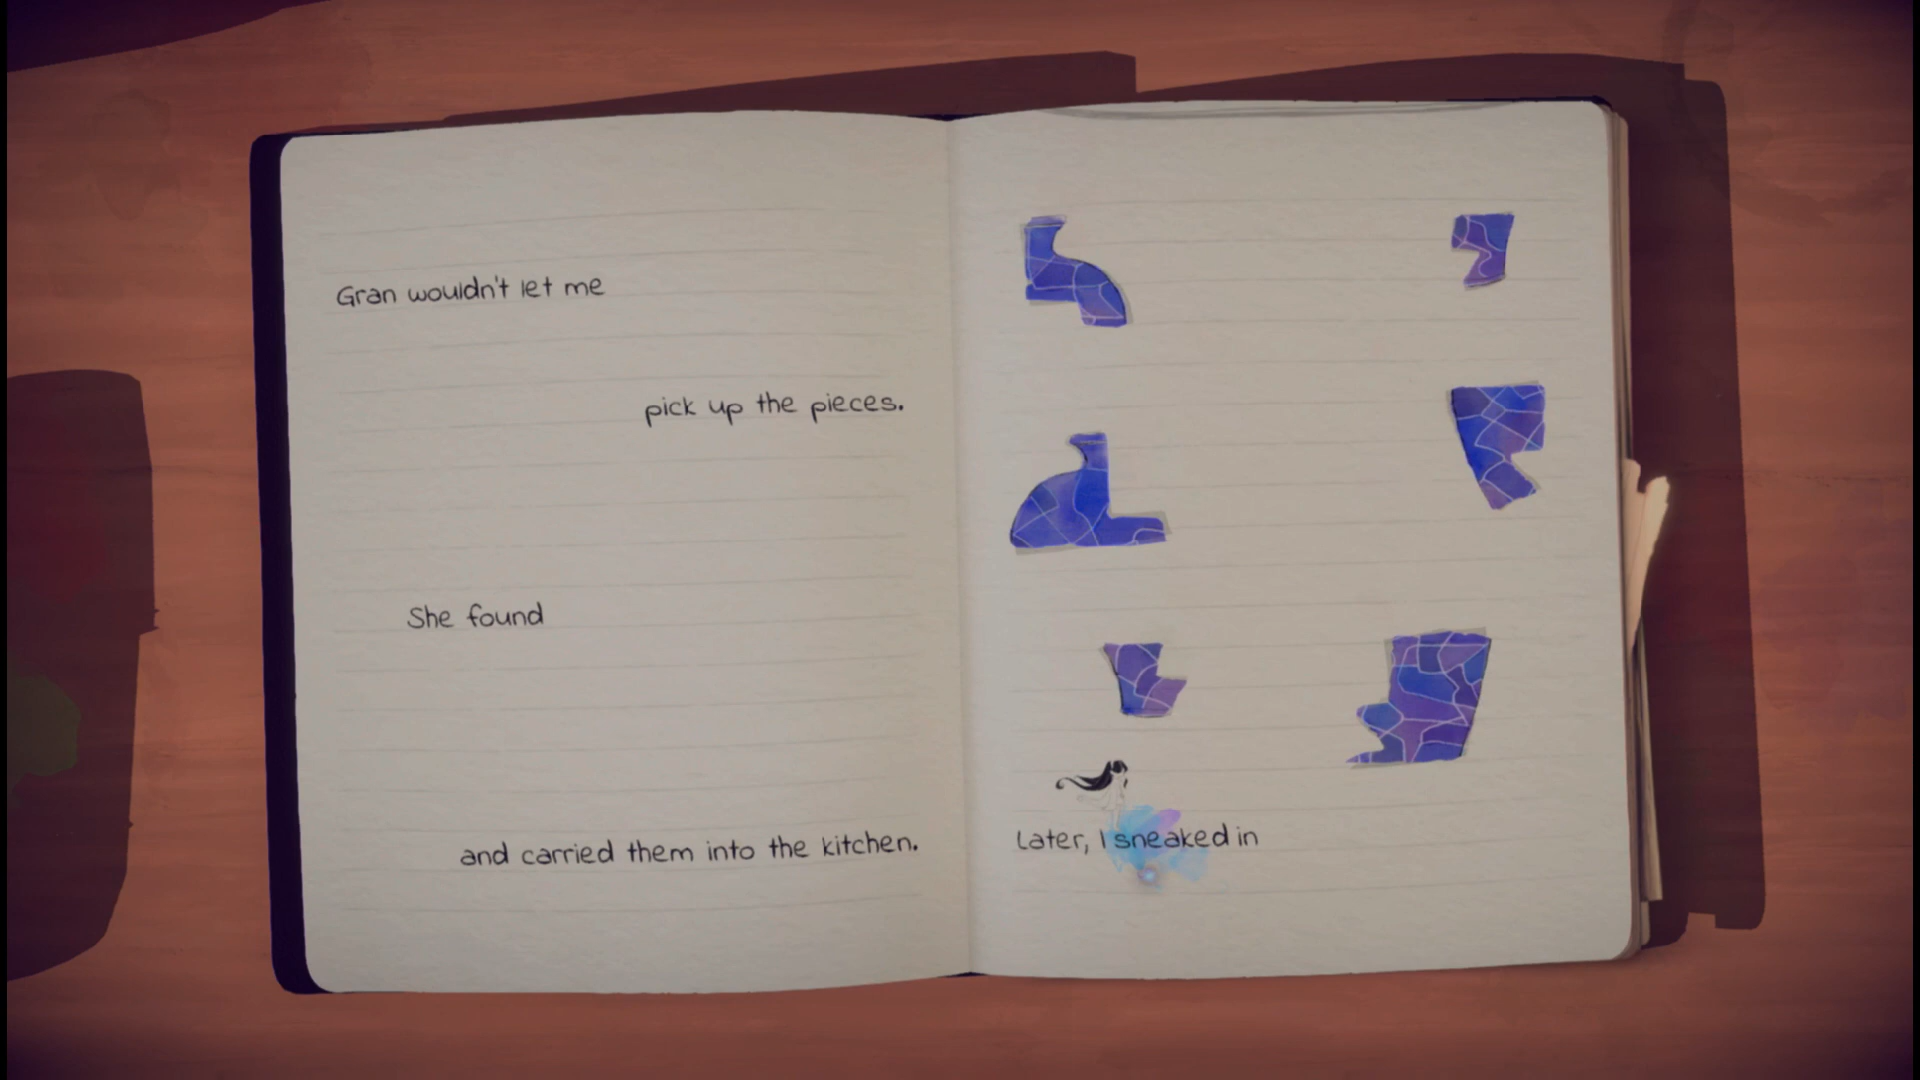 Gran wouldn't let me
pick up the pieces.
She found
and carried them into the kitchen.
Later, I sneaked in